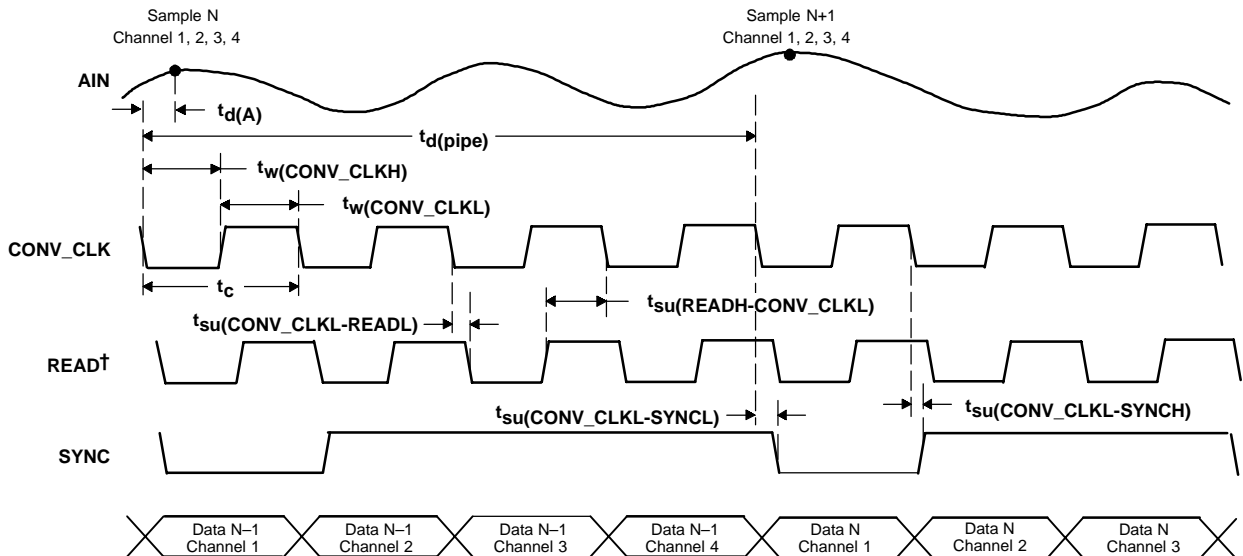 Sample N
Channel 1, 2, 3, 4
Sample N+1
Channel 1, 2, 3, 4
AIN
td(A)
td(pipe)
tw(CONV_CLKH)
tw(CONV_CLKL)
CONV_CLK
tc
tsu(READH-CONV_CLKL)
tsu(CONV_CLKL-READL)
READ†
tsu(CONV_CLKL-SYNCL)
tsu(CONV_CLKL-SYNCH)
SYNC
Data N–1
Channel 1
Data N–1
Channel 2
Data N–1
Channel 3
Data N–1
Channel 4
Data N
Channel 1
Data N
Channel 2
Data N
Channel 3